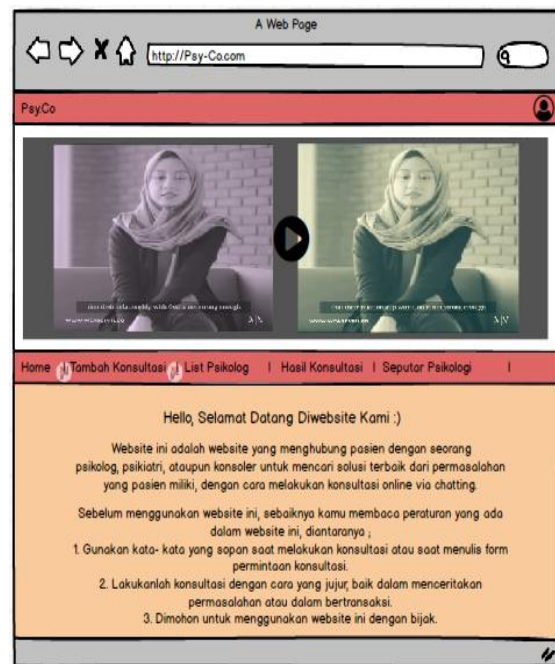 A Web Page
http://Psy-Co.com
Psy.Co
Home | Tambah Konsultasi | List Psikolog | Hasil Konsultasi | Seputar Psikologi |
Hello, Selamat Datang Diwebsite Kami :)
Website ini adalah website yang menghubung pasien dengan seorang
psikolog, psikiatri, ataupun konsoler untuk mencari solusi terbaik dari permasalahan
yang pasien miliki, dengan cara melakukan konsultasi online via chatting.
Sebelum menggunakan website ini, sebaiknya kamu membaca peraturan yang ada
dalam website ini, diantaranya ;
1. Gunakan kata- kata yang sopan saat melakukan konsultasi atau saat menulis form
permintaan konsultasi.
2. Lakukanlah konsultasi dengan cara yang jujur, baik dalam menceritakan
permasalahan atau dalam bertransaksi.
3. Dimohon untuk menggunakan website ini dengan bijak.